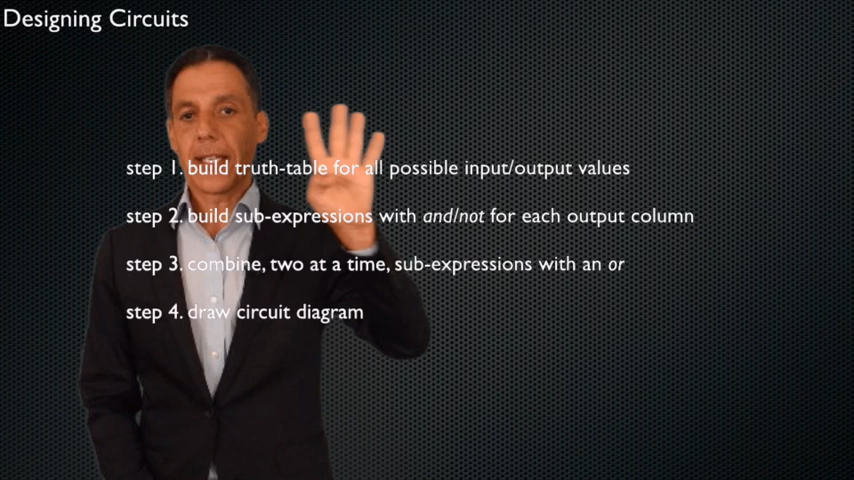 Designing Circuits
step 1. build truth-table for all possible input/output values
step 2. build sub-expressions with and/not for each output column
step 3. combine, two at a time, sub-expressions with an or
step 4. draw circuit diagram